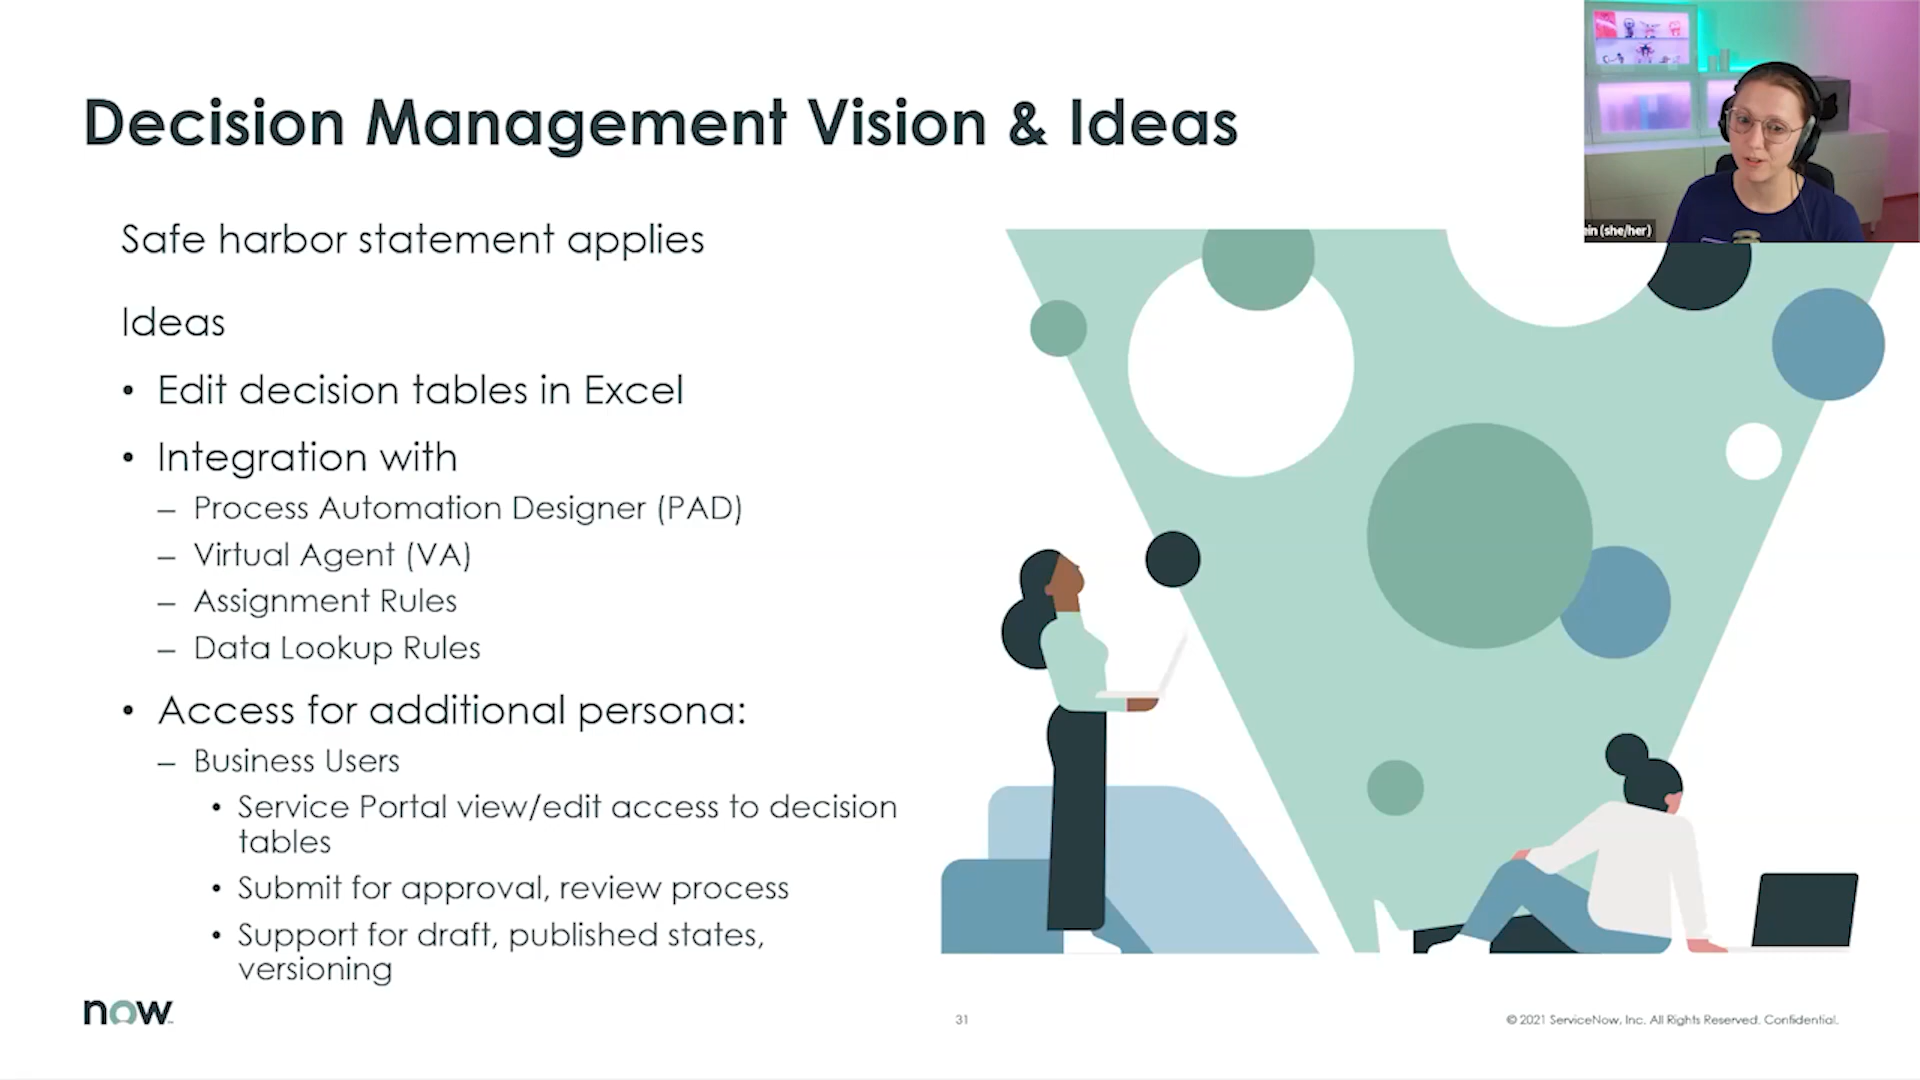 Decision Management Vision & Ideas
(she/her)
Safe harbor statement applies
Ideas
• Edit decision tables in Excel
• Integration with
– Process Automation Designer (PAD)
– Virtual Agent (VA)
– Assignment Rules
– Data Lookup Rules
• Access for additional persona:
– Business Users
• Service Portal view/edit access to decision
tables
• Submit for approval, review process
• Support for draft, published states,
versioning
now
31
© 2021 ServiceNow, Inc. All Rights Reserved. Confidential.